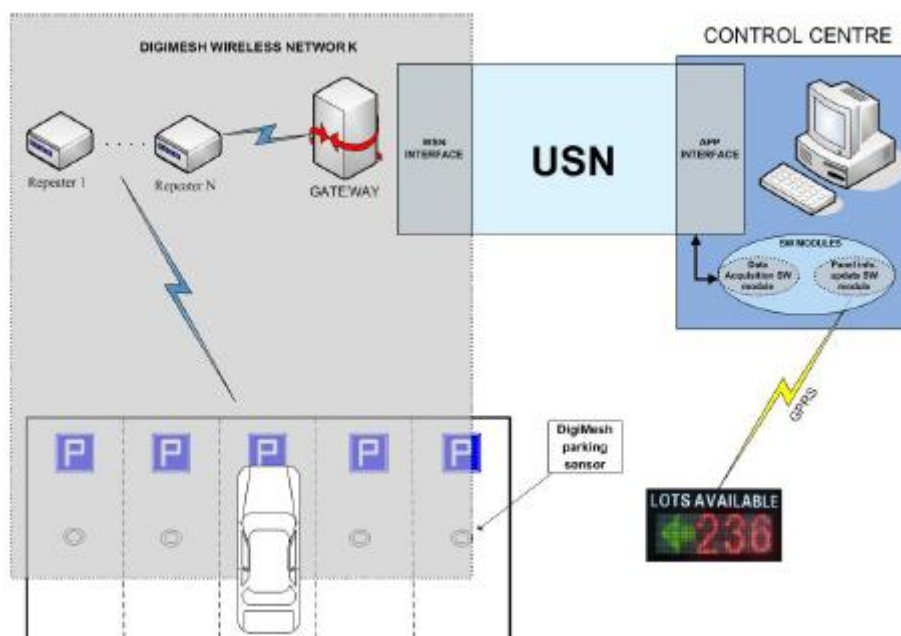 DIGIMESH WIRELESS NETWORK
CONTROL CENTRE
Repeater 1
Repeater N
GATEWAY
WSN
INTERFACE
USN
APP
INTERFACE
SW MODULES
Data
Acquisition SW
module
Panel info.
update SW
module
GPRS
P
P
P
P
P
DigiMesh
parking
sensor
LOTS AVAILABLE
236